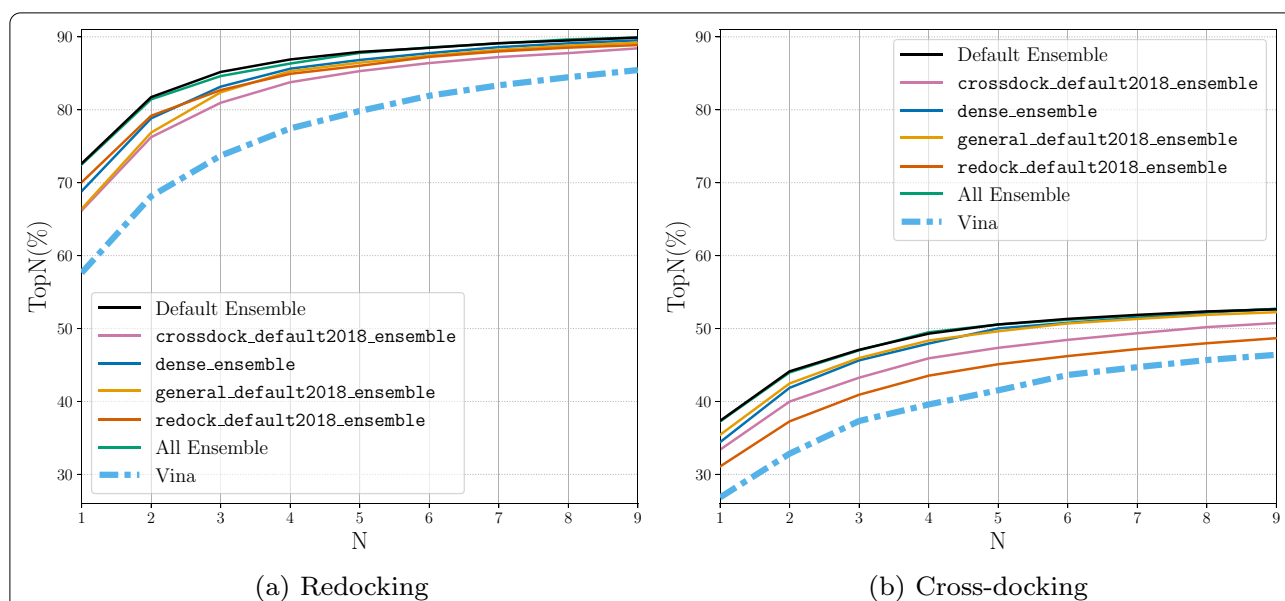 90
80
70
60
50
40
30
TopN(%)
Default Ensemble
crossdock_default2018_ensemble
dense_ensemble
general_default2018_ensemble
redock_default2018_ensemble
All Ensemble
Vina
1 2 3 4 5 6 7 8 9
N
(a) Redocking
90
80
70
60
50
40
30
TopN(%)
Default Ensemble
crossdock_default2018_ensemble
dense_ensemble
general_default2018_ensemble
redock_default2018_ensemble
All Ensemble
Vina
1 2 3 4 5 6 7 8 9
N
(b) Cross-docking